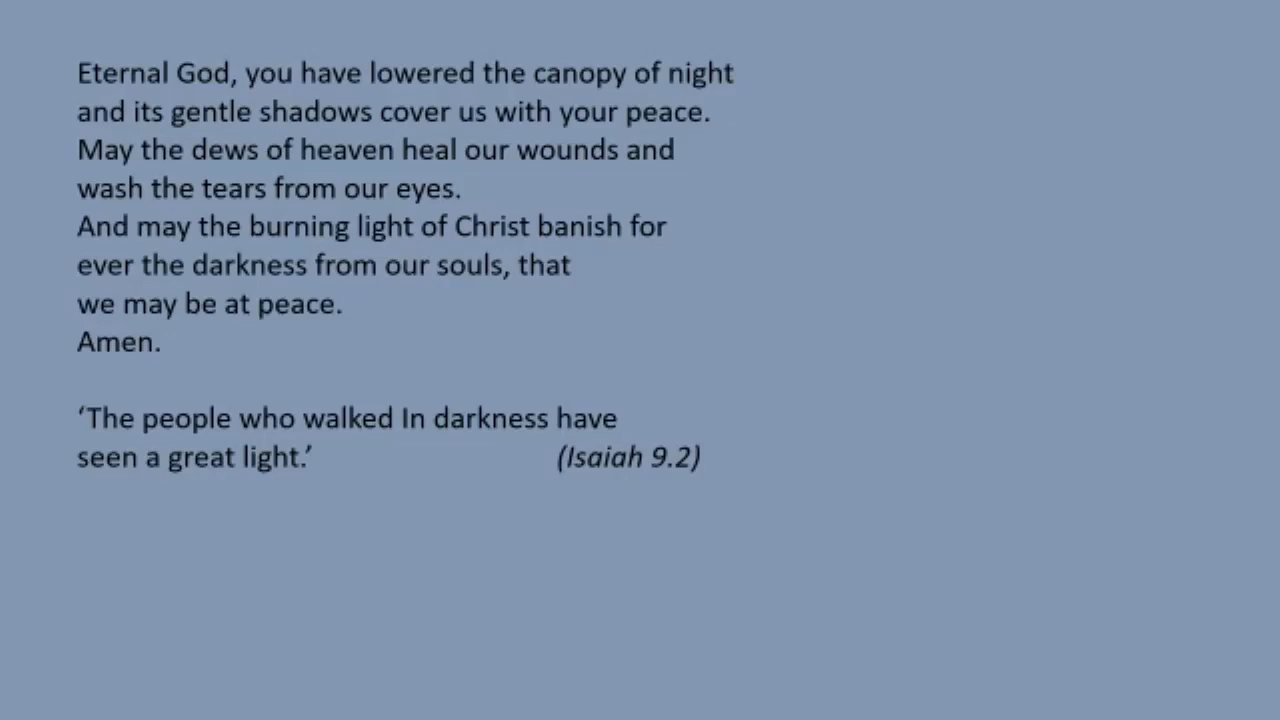 Eternal God, you have lowered the canopy of night
and its gentle shadows cover us with your peace.
May the dews of heaven heal our wounds and
wash the tears from our eyes.
And may the burning light of Christ banish for
ever the darkness from our souls, that
we may be at peace.
Amen.
‘The people who walked In darkness have
seen a great light.’ (Isaiah 9.2)